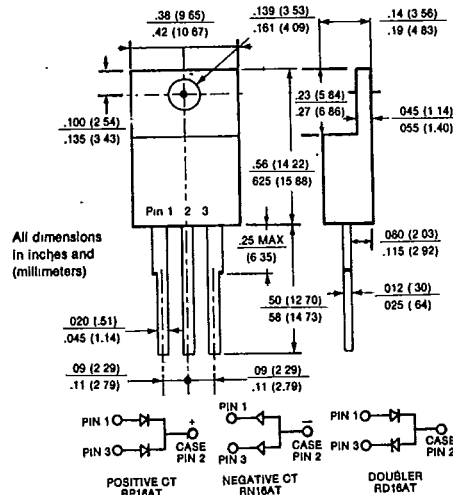 .38 (9 65)
.42 (10 67)
.139 (3 53)
.161 (4 09)
.14 (3 56)
.19 (4 83)
.100 (2 54)
.135 (3 43)
.23 (5 84)
.27 (6 86)
045 (1 14)
055 (1.40)
.56 (14 22)
625 (15 88)
Pin 1 2 3
All dimensions
in inches and
(millimeters)
.25 MAX
(6 35)
.080 (2 03)
.115 (2 92)
.50 (12 70)
58 (14 73)
012 ( 30)
025 ( 64)
020 (.51)
.045 (1.14)
09 (2 29)
.11 (2 79)
09 (2 29)
.11 (2 79)
PIN 1
PIN 3
+
CASE
PIN 2
POSITIVE CT
RP16AT
PIN 1
PIN 3
–
CASE
PIN 2
NEGATIVE CT
RN16AT
PIN 1
PIN 3
CASE
PIN 2
DOUBLER
RD16AT